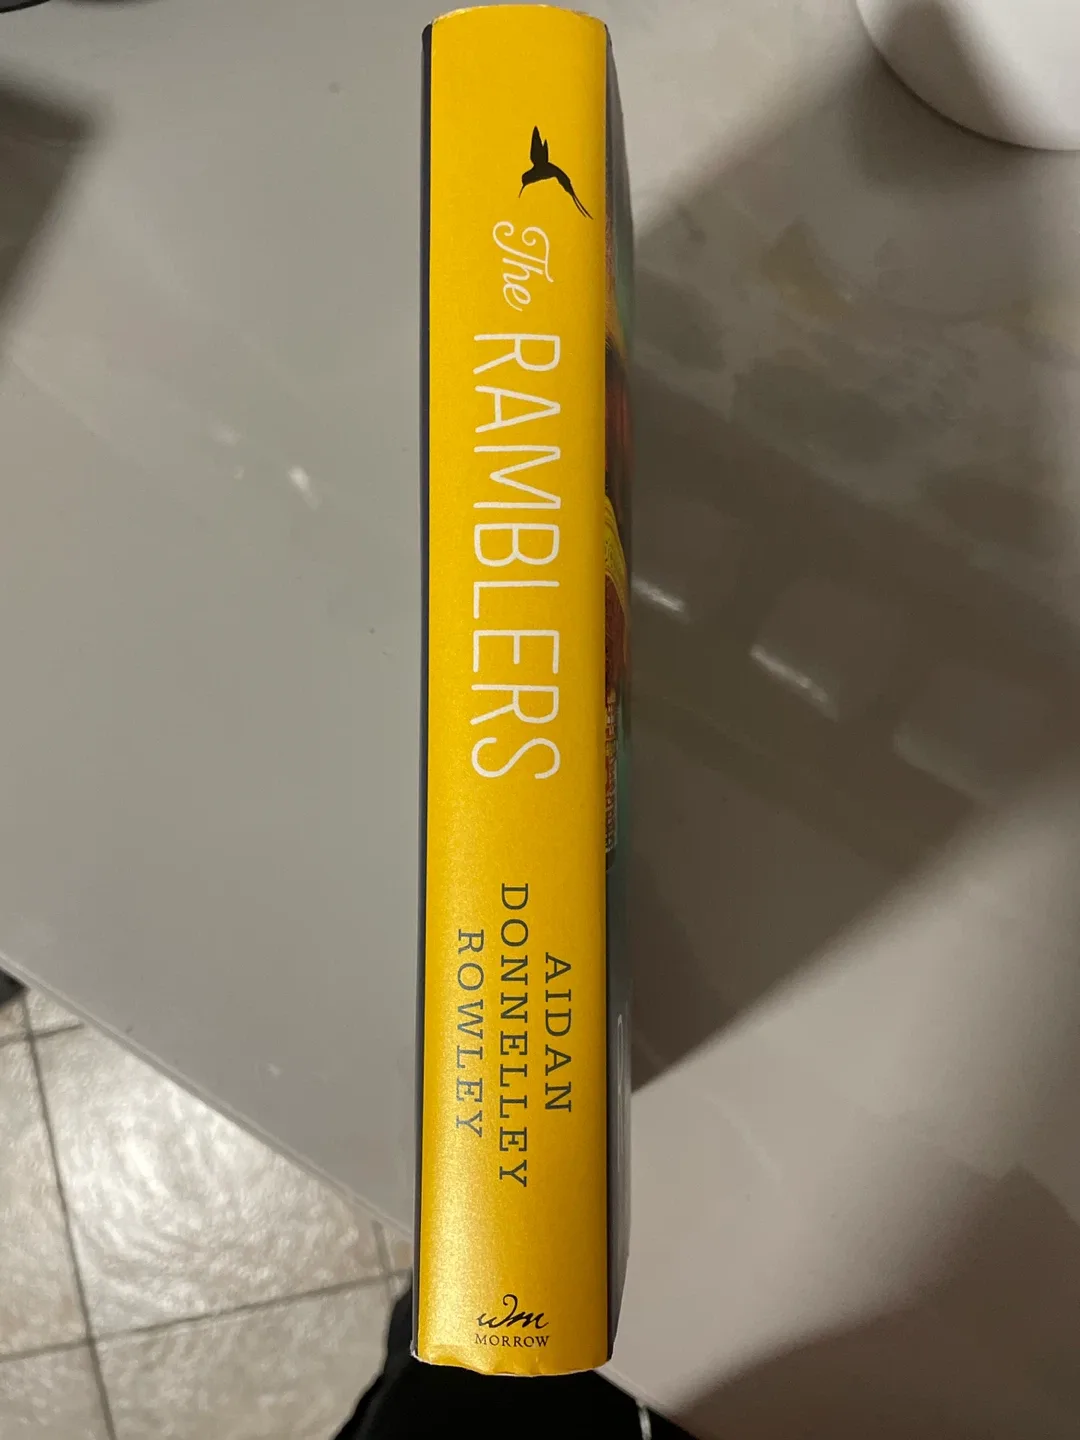 The RAMBLERS
AIDAN
DONNELLEY
ROWLEY
Wm
MORROW